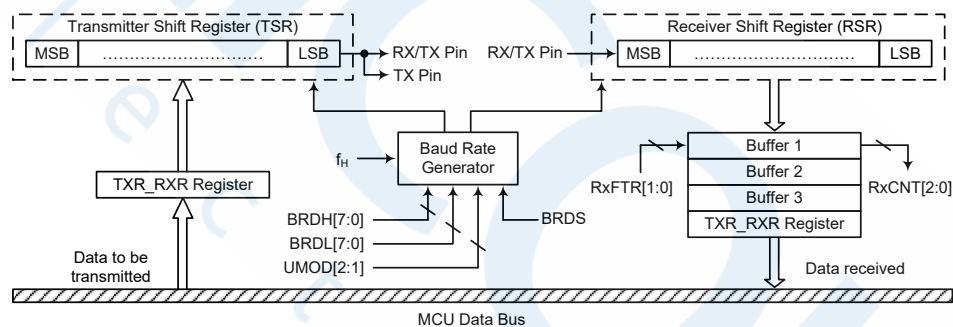 Transmitter Shift Register (TSR)
MSB
LSB
RX/TX Pin
TX Pin
Receiver Shift Register (RSR)
RX/TX Pin
MSB
LSB
fH
Baud Rate
Generator
TXR_RXR Register
BRDH[7:0]
BRDL[7:0]
UMOD[2:1]
BRDS
RxFTR[1:0]
Buffer 1
Buffer 2
Buffer 3
TXR_RXR Register
RxCNT[2:0]
Data to be
transmitted
Data received
MCU Data Bus